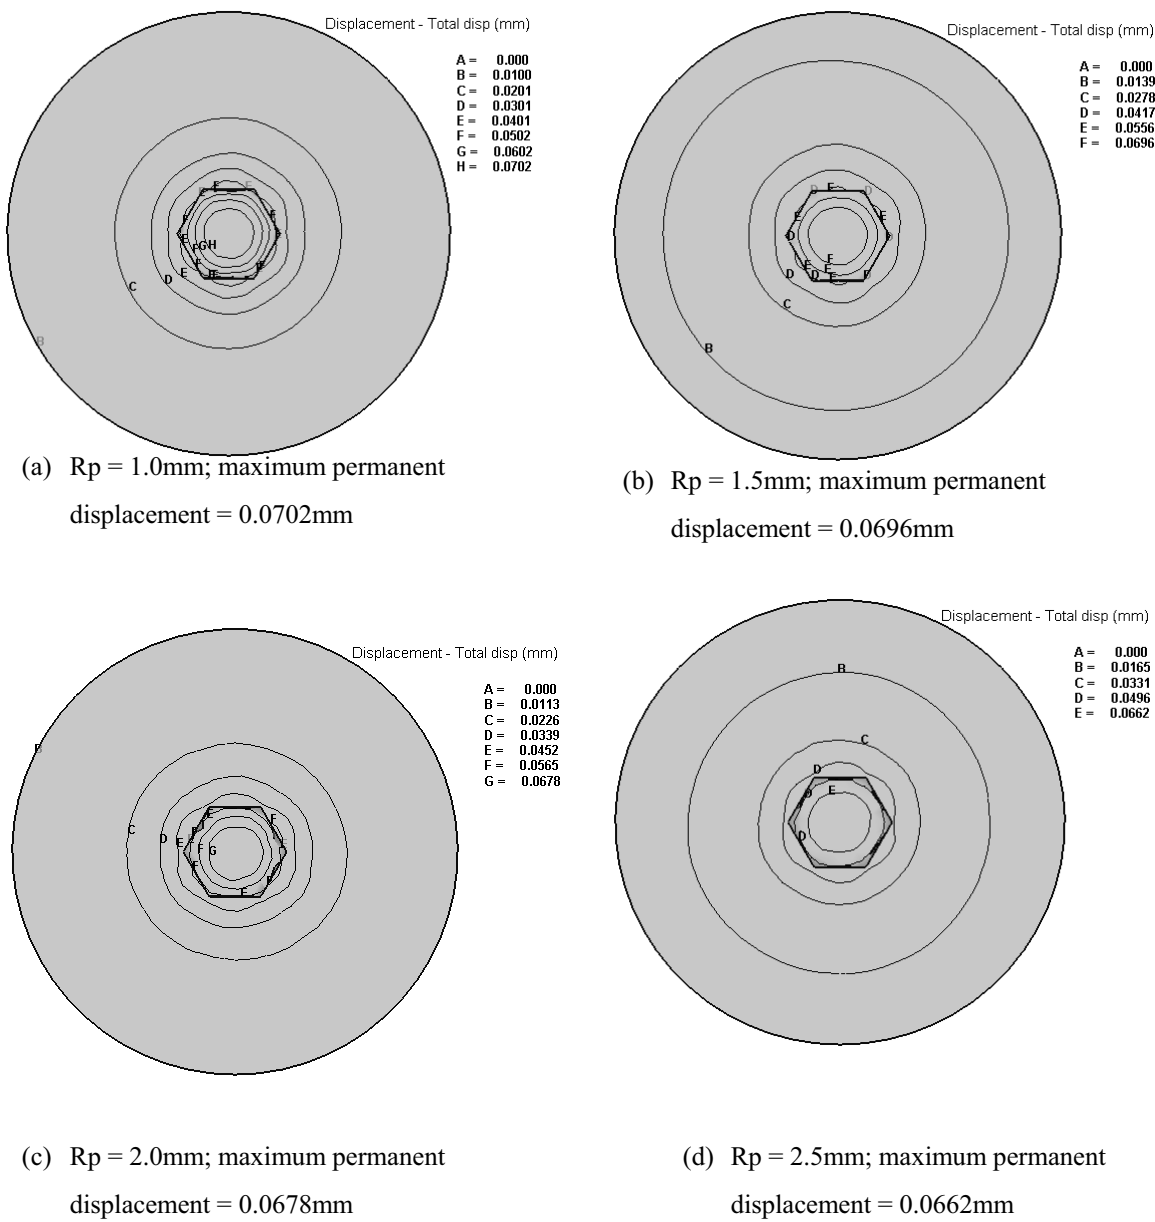 Displacement - Total disp (mm)
A = 0.000
B = 0.0100
C = 0.0201
D = 0.0301
E = 0.0401
F = 0.0502
G = 0.0602
H = 0.0702
(a) Rp = 1.0mm; maximum permanent
displacement = 0.0702mm
Displacement - Total disp (mm)
A = 0.000
B = 0.0139
C = 0.0278
D = 0.0417
E = 0.0556
F = 0.0696
(b) Rp = 1.5mm; maximum permanent
displacement = 0.0696mm
Displacement - Total disp (mm)
A = 0.000
B = 0.0113
C = 0.0226
D = 0.0339
E = 0.0452
F = 0.0565
G = 0.0678
(c) Rp = 2.0mm; maximum permanent
displacement = 0.0678mm
Displacement - Total disp (mm)
A = 0.000
B = 0.0165
C = 0.0331
D = 0.0496
E = 0.0662
(d) Rp = 2.5mm; maximum permanent
displacement = 0.0662mm